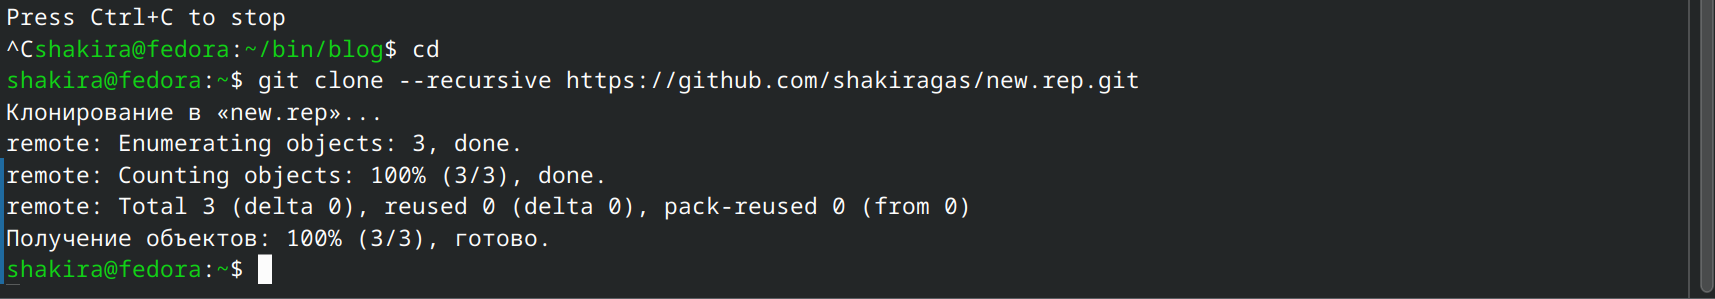 Press Ctrl+C to stop
^Cshakira@fedora:~/bin/blog$ cd
shakira@fedora:~$ git clone --recursive https://github.com/shakiragas/new.rep.git
Клонирование в «new.rep»...
remote: Enumerating objects: 3, done.
remote: Counting objects: 100% (3/3), done.
remote: Total 3 (delta 0), reused 0 (delta 0), pack-reused 0 (from 0)
Получение объектов: 100% (3/3), готово.
shakira@fedora:~$